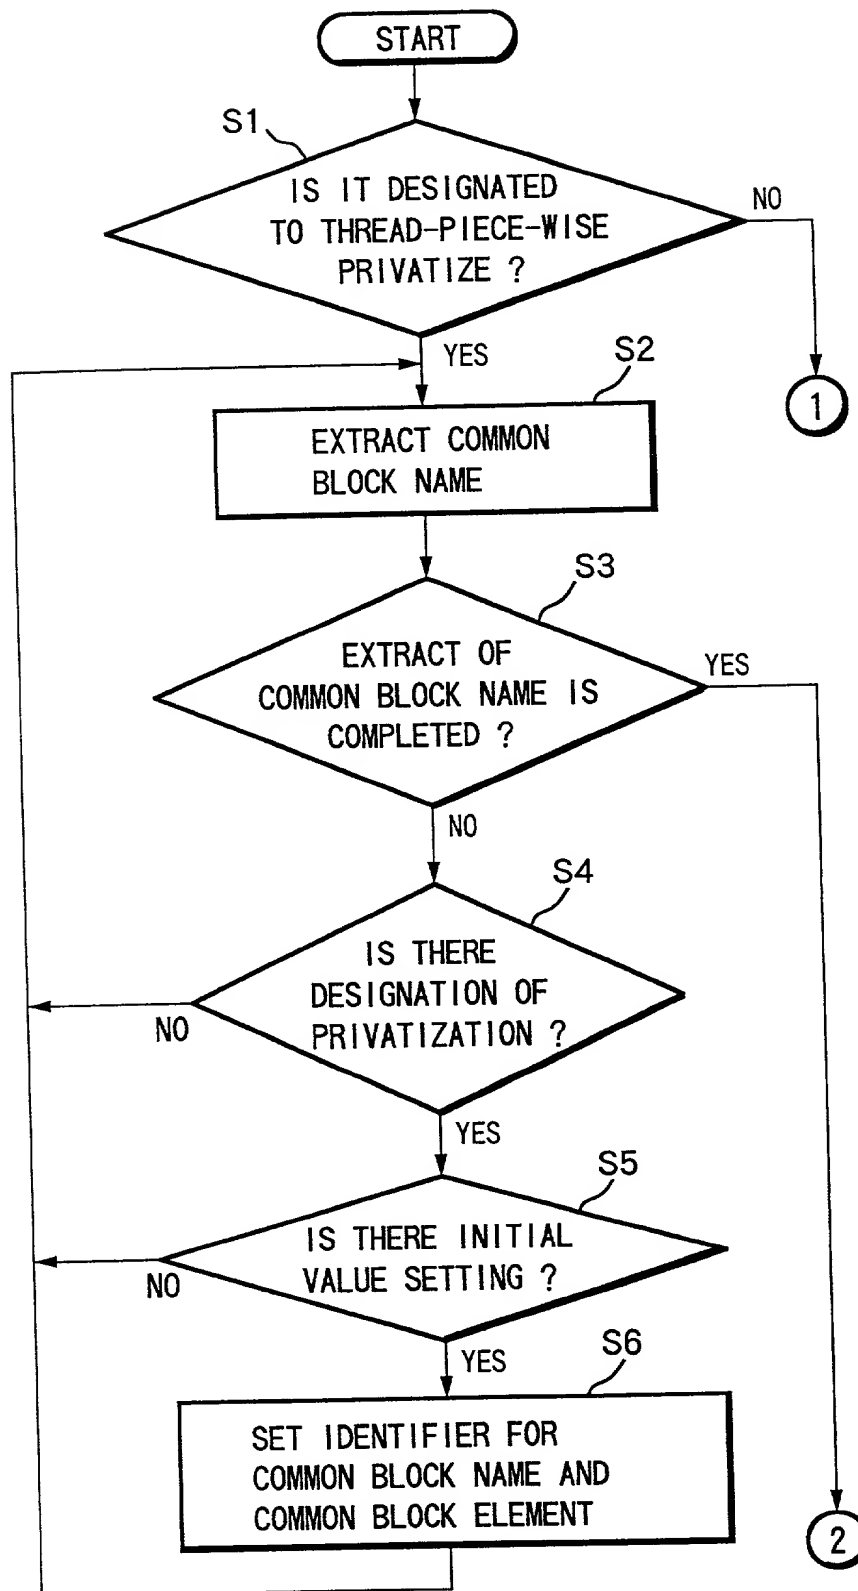 START
S1
IS IT DESIGNATED
TO THREAD-PIECE-WISE
PRIVATIZE ?
NO
YES
1
S2
EXTRACT COMMON
BLOCK NAME
S3
EXTRACT OF
COMMON BLOCK NAME IS
COMPLETED ?
YES
NO
S4
IS THERE
DESIGNATION OF
PRIVATIZATION ?
NO
YES
S5
IS THERE INITIAL
VALUE SETTING ?
NO
YES
S6
SET IDENTIFIER FOR
COMMON BLOCK NAME AND
COMMON BLOCK ELEMENT
2